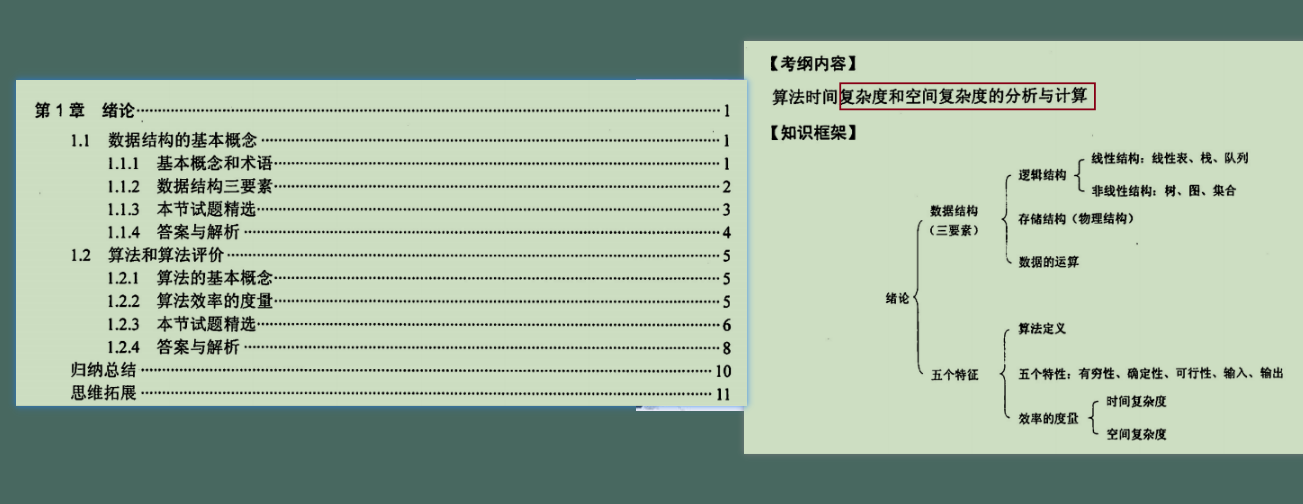 第1章 绪论 1
1.1 数据结构的基本概念 1
1.1.1 基本概念和术语 1
1.1.2 数据结构三要素 2
1.1.3 本节试题精选 3
1.1.4 答案与解析 4
1.2 算法和算法评价 5
1.2.1 算法的基本概念 5
1.2.2 算法效率的度量 5
1.2.3 本节试题精选 6
1.2.4 答案与解析 8
归纳总结 10
思维拓展 11
【考纲内容】
算法时间复杂度和空间复杂度的分析与计算
【知识框架】
绪论
数据结构
（三要素）
逻辑结构
线性结构：线性表、栈、队列
非线性结构：树、图、集合
存储结构（物理结构）
数据的运算
五个特征
算法定义
五个特性：有穷性、确定性、可行性、输入、输出
效率的度量
时间复杂度
空间复杂度